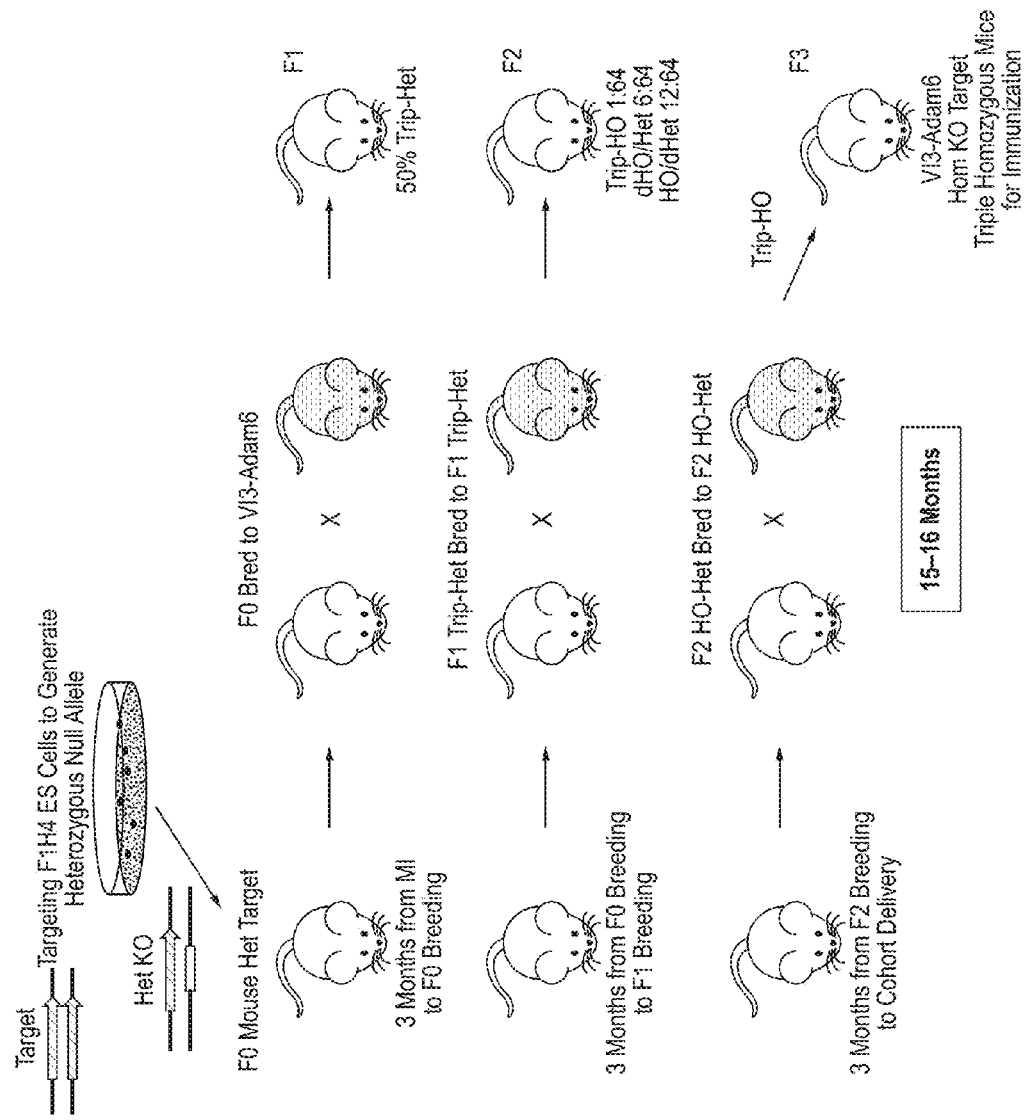 Target
Targeting F1H4 ES Cells to Generate
Heterozygous Null Allele
Het KO
F0 Mouse Het Target
3 Months from MI
to F0 Breeding
F0 Bred to VI3-Adam6
X
F1
50% Trip-Het
3 Months from F0 Breeding
to F1 Breeding
F1 Trip-Het Bred to F1 Trip-Het
X
F2
Trip-HO 1:64
dHO/Het 6:64
HO/dHet 12:64
3 Months from F2 Breeding
to Cohort Delivery
F2 HO-Het Bred to F2 HO-Het
X
Trip-HO
F3
VI3-Adam6
Hom KO Target
Triple Homozygous Mice
for Immunization
15-16 Months